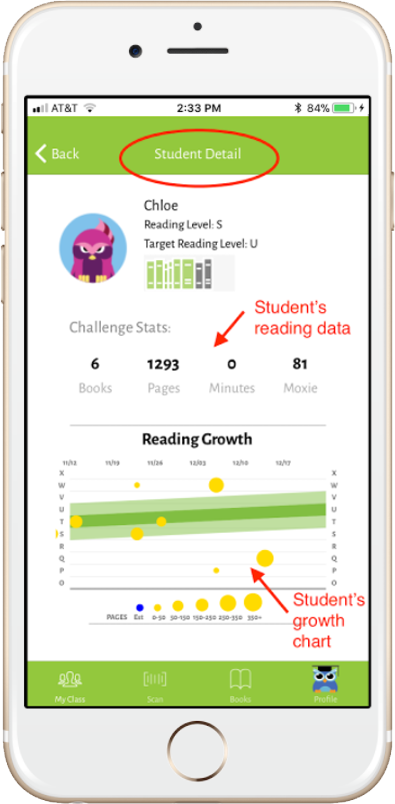 AT&T 2:33 PM 84%
Back Student Detail
Chloe
Reading Level: S
Target Reading Level: U
Challenge Stats:
Student's
reading data
6 1293 0 81
Books Pages Minutes Moxie
Reading Growth
11/12 11/19 11/26 12/03 12/10 12/17
X X
W W
V V
U U
T T
S S
R R
Q Q
P P
O O
Student's
growth
chart
PAGES Est 0-50 50-150 150-250 250-350 350+
My Class Scan Books Profile